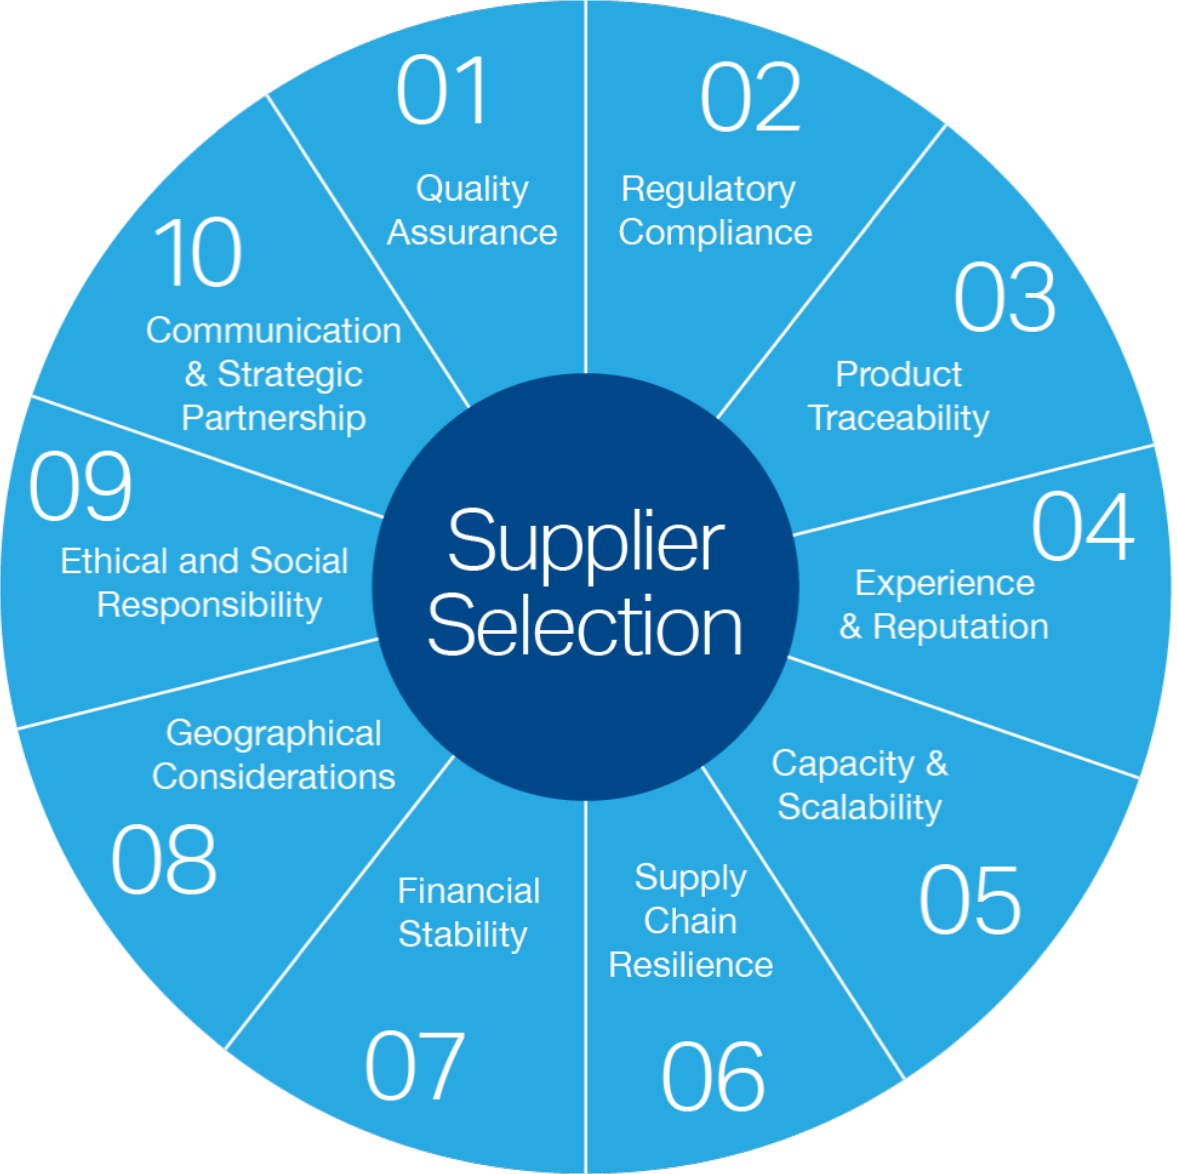 Supplier
Selection
01
Quality
Assurance
02
Regulatory
Compliance
03
Product
Traceability
04
Experience
& Reputation
Capacity &
Scalability
05
Supply
Chain
Resilience
06
Financial
Stability
07
Geographical
Considerations
08
09
Ethical and Social
Responsibility
10
Communication
& Strategic
Partnership